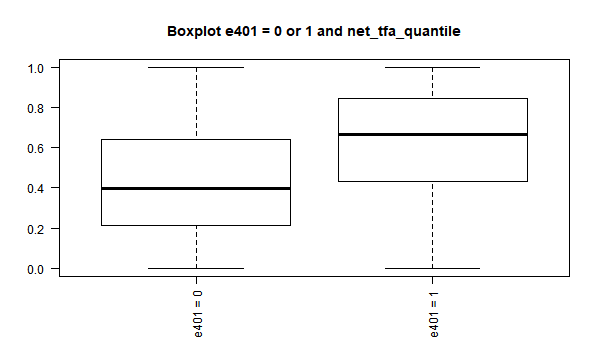 Boxplot e401 = 0 or 1 and net_tfa_quantile
1.0
0.8
0.6
0.4
0.2
0.0
e401 = 0
e401 = 1